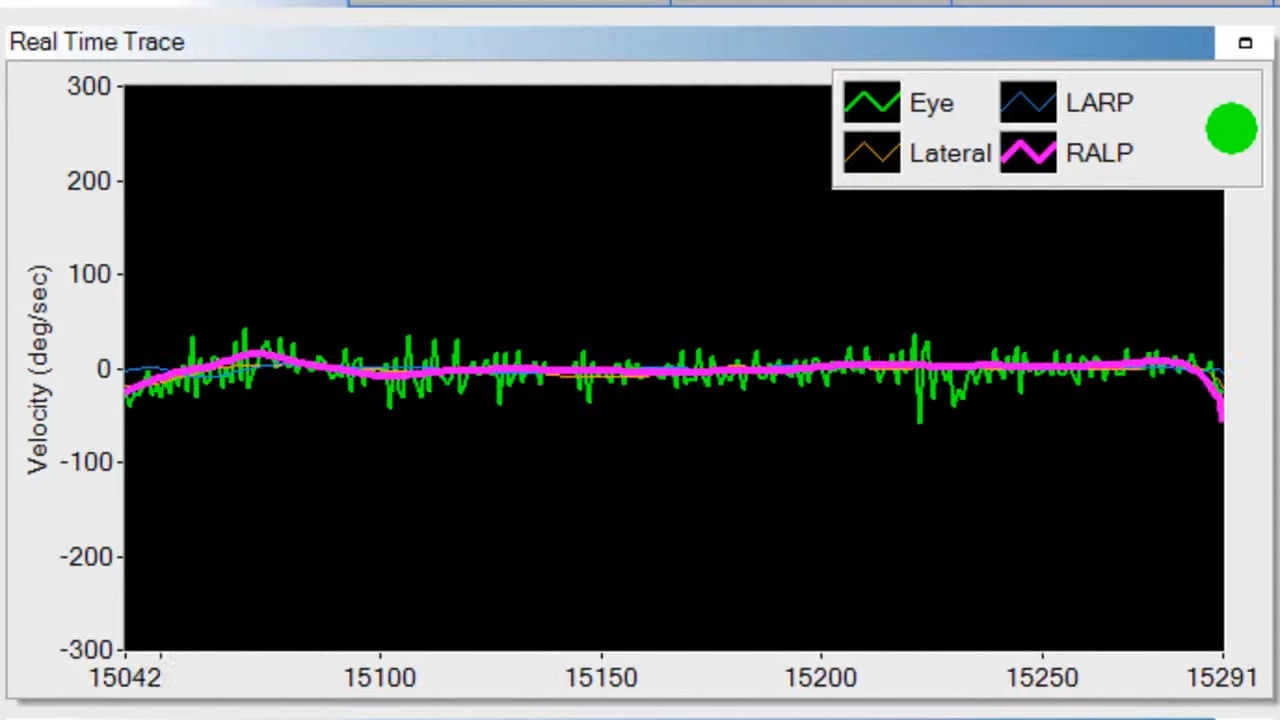 Real Time Trace
Eye
LARP
Lateral
RALP
Velocity (deg/sec)
300
200
100
0
-100
-200
-300
15042
15100
15150
15200
15250
15291